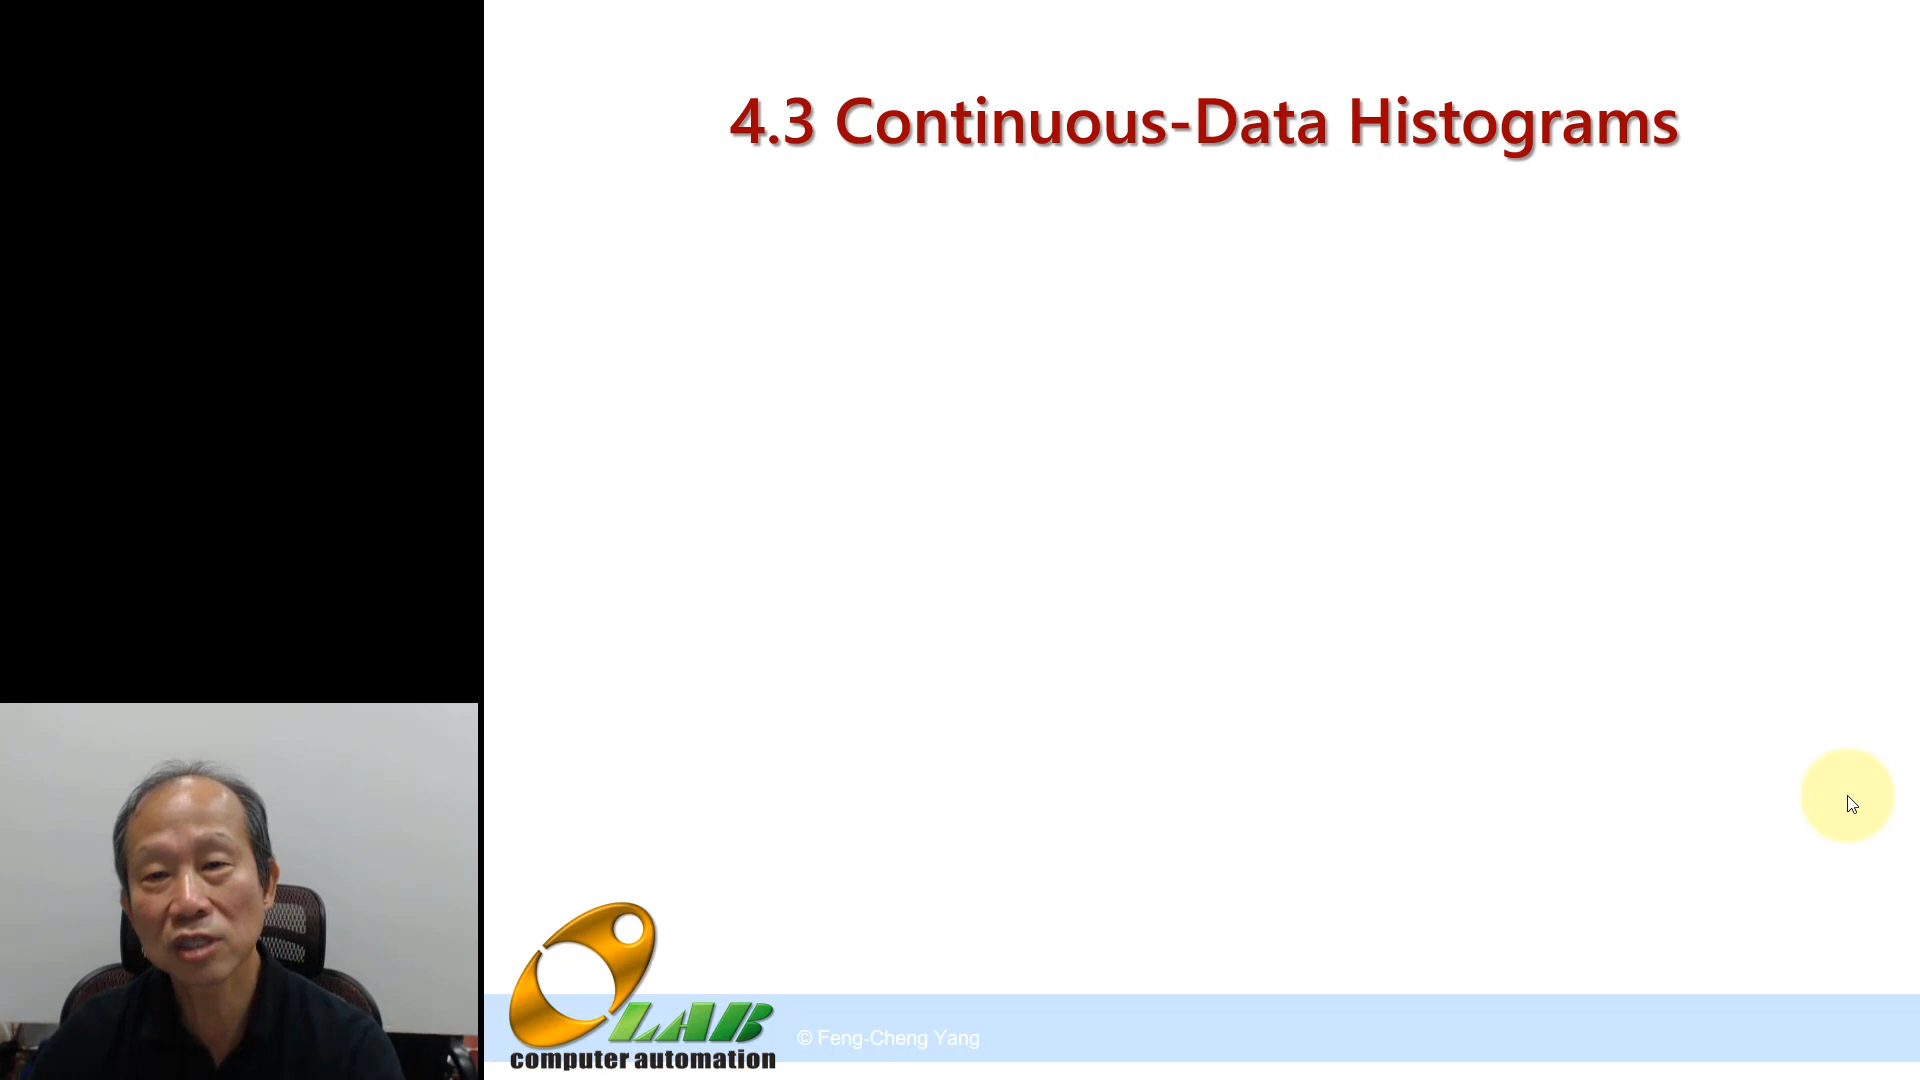 4.3 Continuous-Data Histograms
LAB
computer automation
© Feng-Cheng Yang